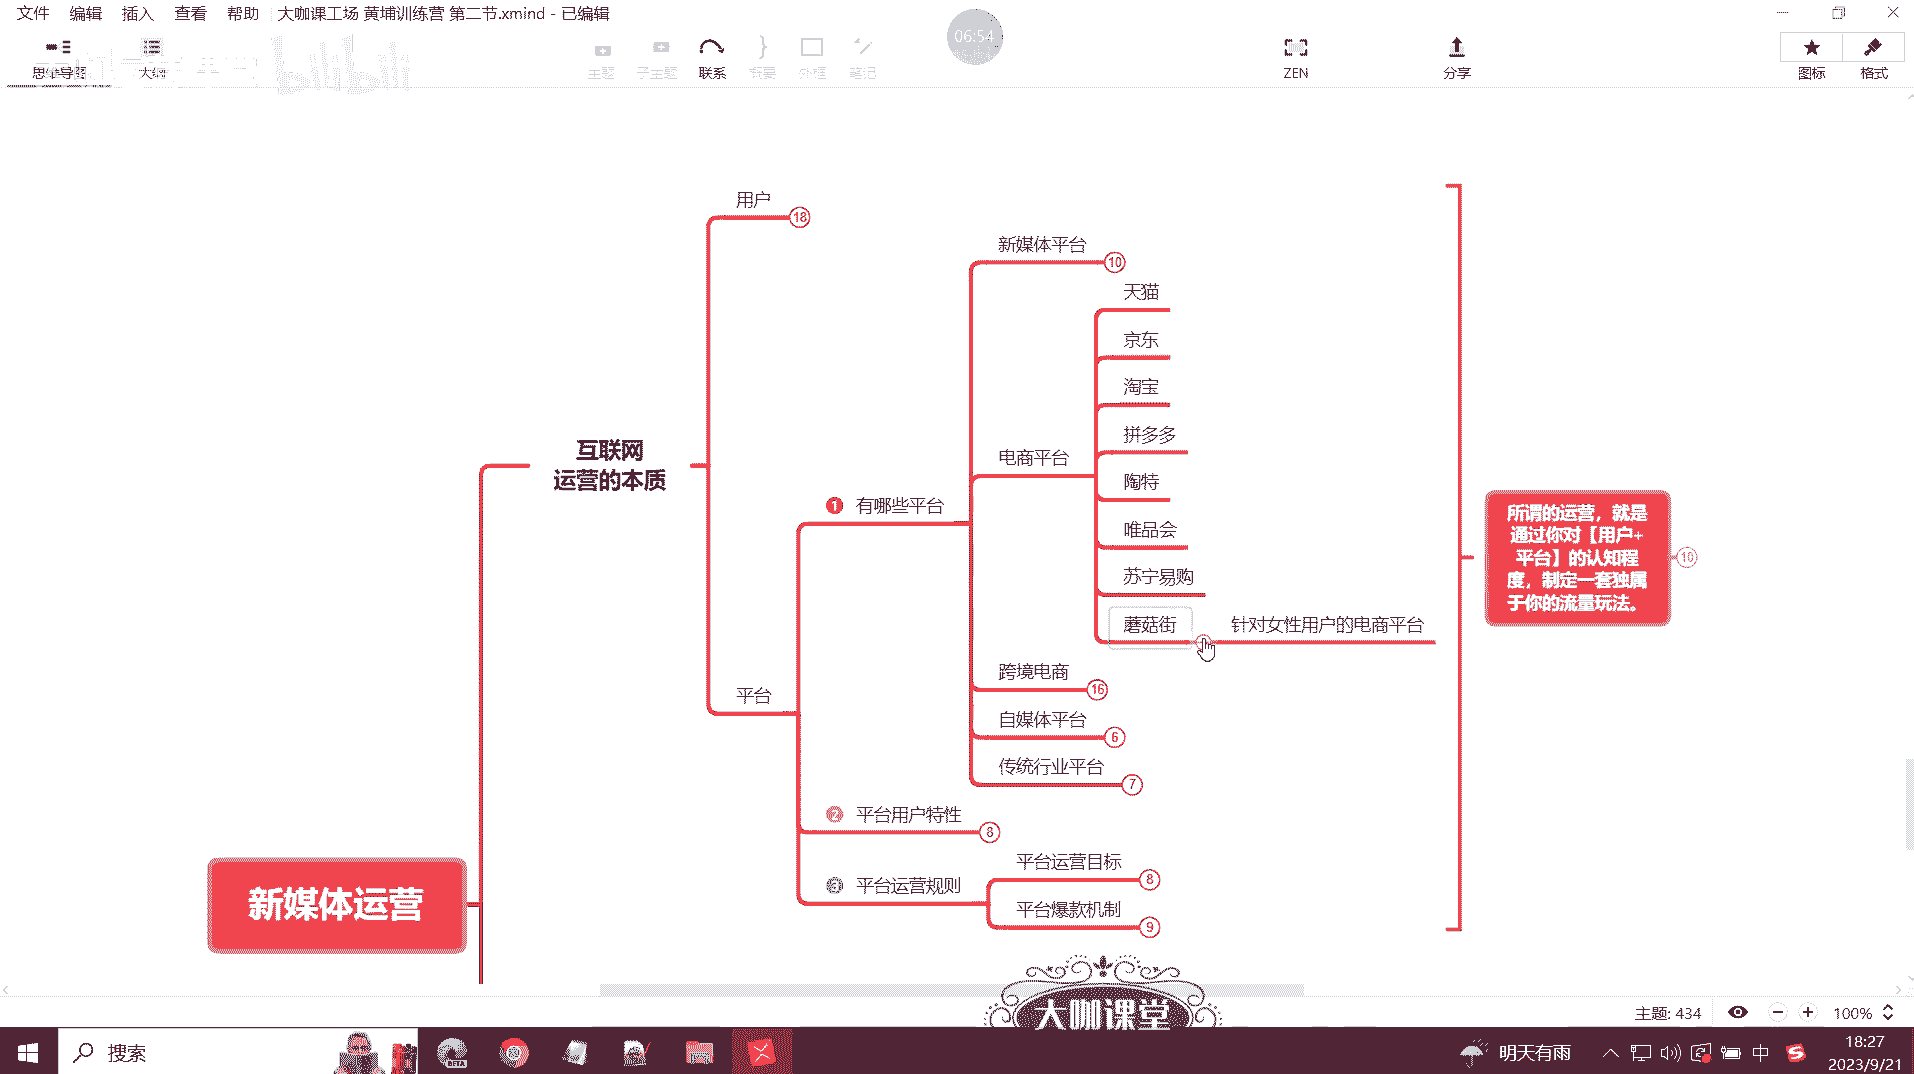 文件 编辑 插入 查看 帮助 大咖课工场 黄埔训练营 第二节.xmind - 已编辑
06:54
思维导图 大纲 bilibili 主题 子主题 联系 概要 外框 笔记 ZEN 分享 图标 格式
用户 18
新媒体平台 10
天猫
京东
淘宝
拼多多
互联网
运营的本质
电商平台
陶特
1 有哪些平台
唯品会
苏宁易购
蘑菇街 针对女性用户的电商平台
所谓的运营，就是
通过你对【用户+
平台】的认知程
度，制定一套独属
于你的流量玩法。
10
跨境电商 16
平台
自媒体平台 6
传统行业平台 7
2 平台用户特性 8
平台运营目标 8
3 平台运营规则
平台爆款机制 9
新媒体运营
大咖课堂
主题: 434 100%
搜索 BETA 明天有雨 中 18:27
2023/9/21